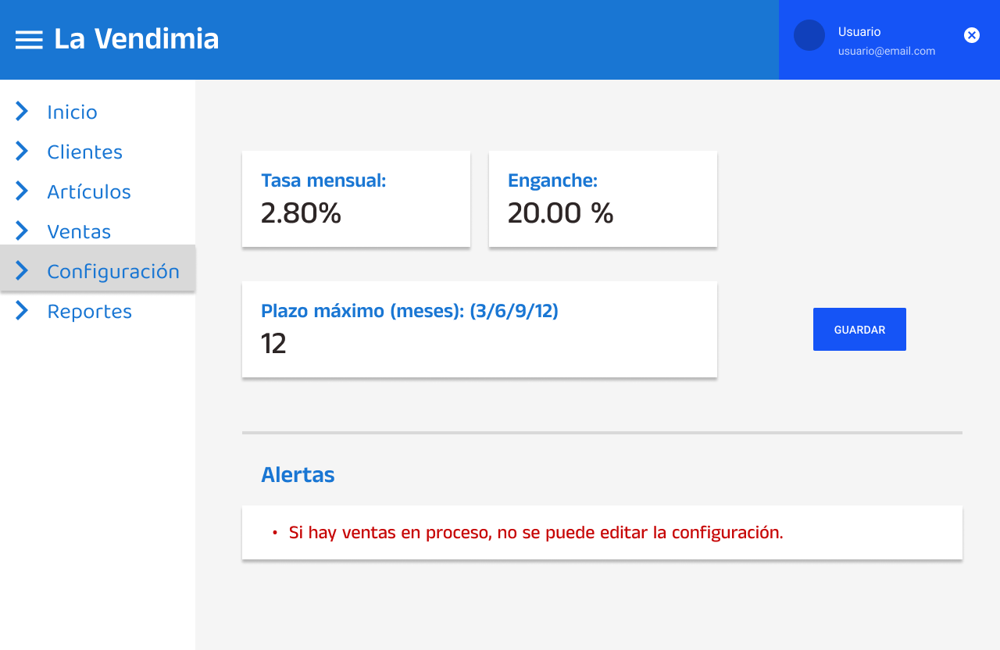 La Vendimia
Usuario
usuario@email.com
Inicio
Clientes
Artículos
Ventas
Configuración
Reportes
Tasa mensual:
2.80%
Enganche:
20.00 %
Plazo máximo (meses): (3/6/9/12)
12
GUARDAR
Alertas
• Si hay ventas en proceso, no se puede editar la configuración.